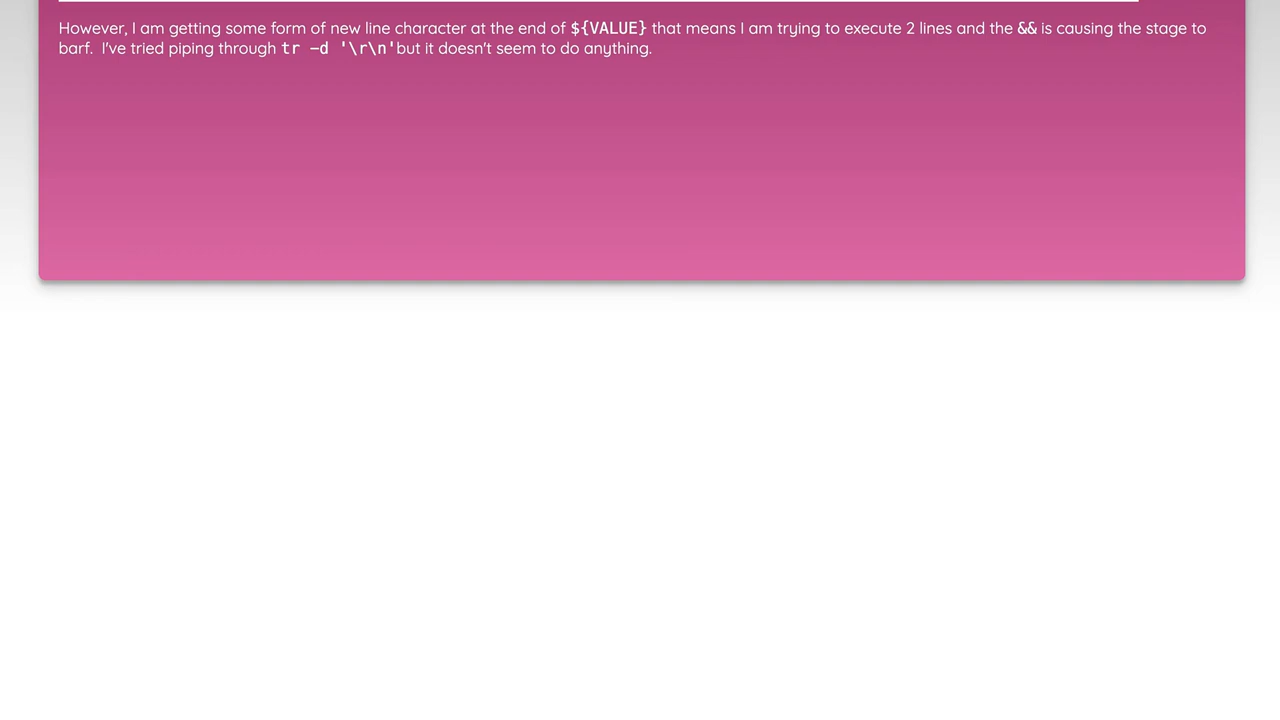 However, I am getting some form of new line character at the end of ${VALUE} that means I am trying to execute 2 lines and the && is causing the stage to
barf.  I've tried piping through tr -d '\r\n'but it doesn't seem to do anything.